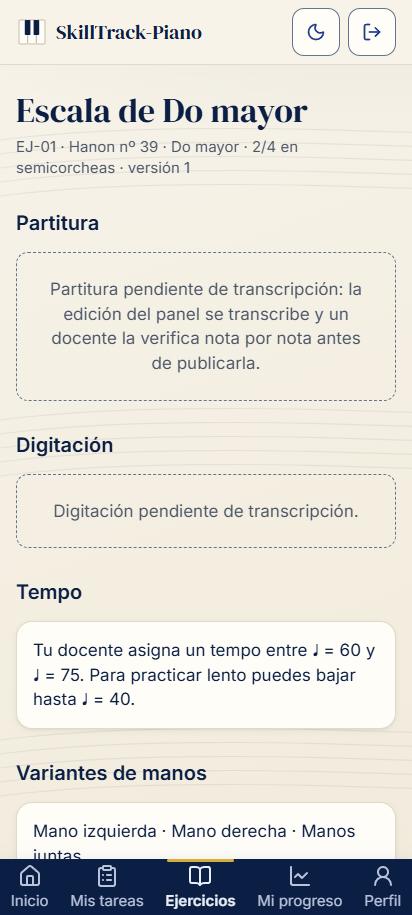 SkillTrack-Piano
Escala de Do mayor
EJ-01 · Hanon nº 39 · Do mayor · 2/4 en
semicorcheas · versión 1
Partitura
Partitura pendiente de transcripción: la
edición del panel se transcribe y un
docente la verifica nota por nota antes
de publicarla.
Digitación
Digitación pendiente de transcripción.
Tempo
Tu docente asigna un tempo entre ♩ = 60 y
♩ = 75. Para practicar lento puedes bajar
hasta ♩ = 40.
Variantes de manos
Mano izquierda · Mano derecha · Manos
juntas
Inicio Mis tareas Ejercicios Mi progreso Perfil